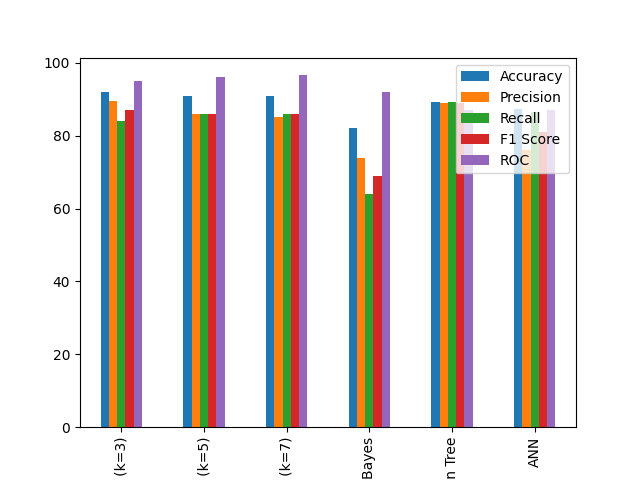 100
80
60
40
20
0
Accuracy
Precision
Recall
F1 Score
ROC
(k=3)
(k=5)
(k=7)
Bayes
n Tree
ANN